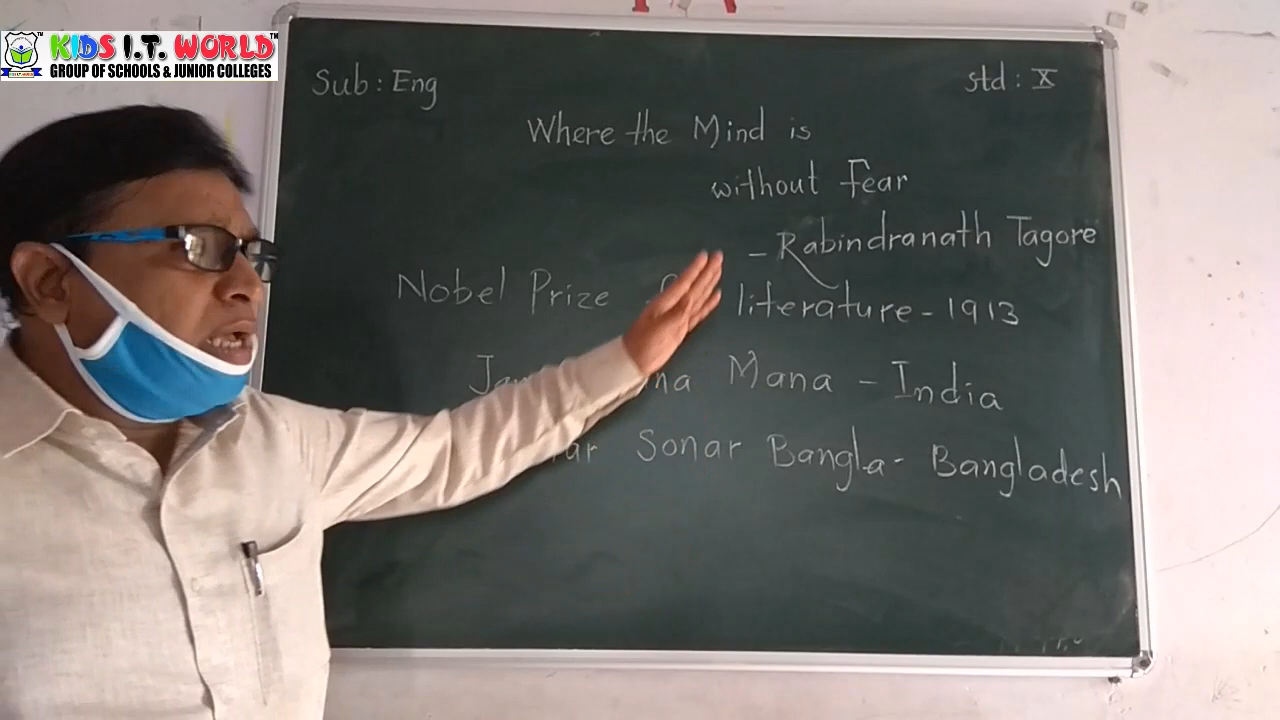 KIDS I.T. WORLD
GROUP OF SCHOOLS & JUNIOR COLLEGES
Sub : Eng
std : X
Where the Mind is
without Fear
- Rabindranath Tagore
Nobel Prize literature - 1913
Mana - India
Sonar Bangla - Bangladesh